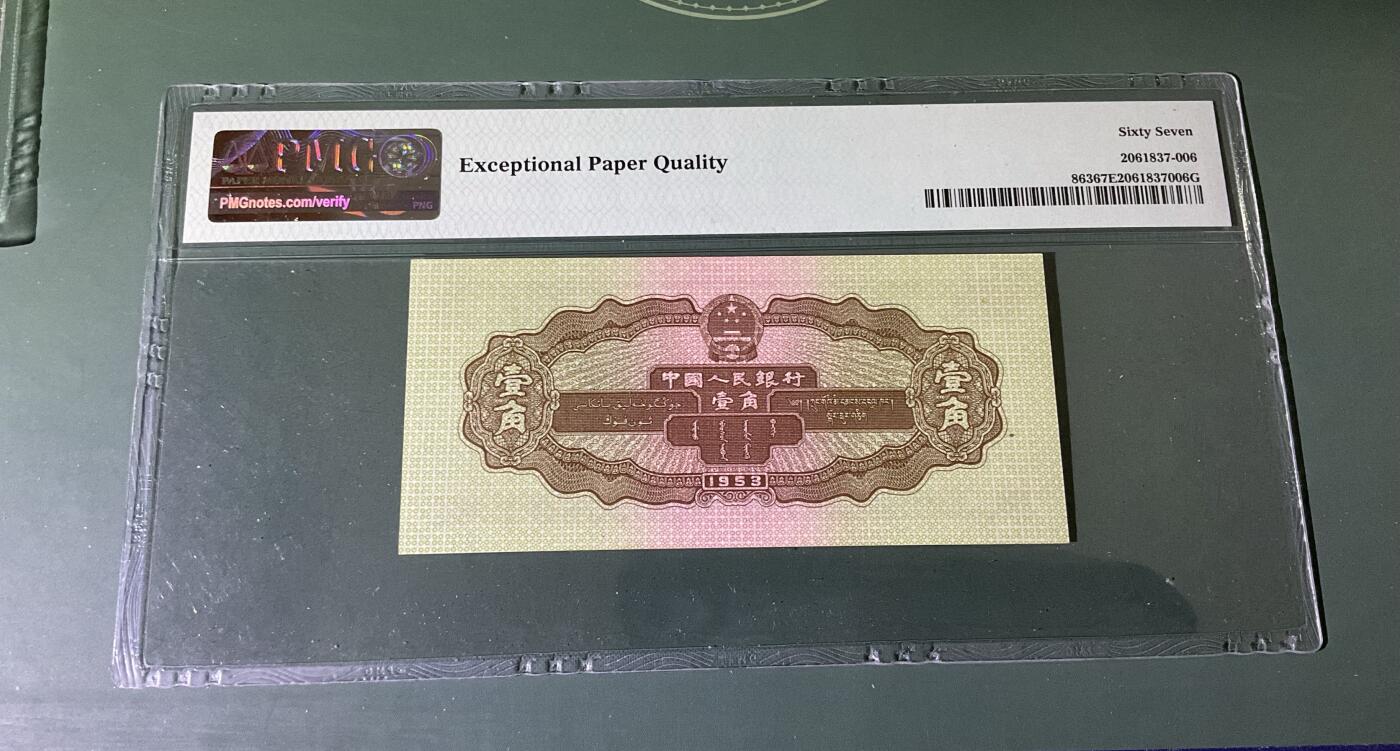 PMG
PMGnotes.com/verify
PNG
Exceptional Paper Quality
Sixty Seven
2061837-006
86367E2061837006G
中國人民銀行
壹角
壹角
壹角
1953